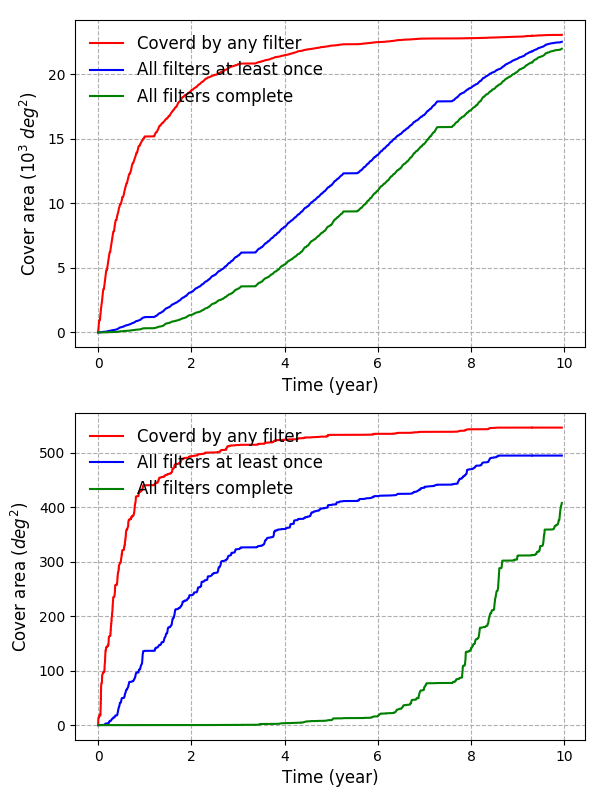 Coverd by any filter
All filters at least once
All filters complete
Cover area (10³ deg²)
20
15
10
5
0
0 2 4 6 8 10
Time (year)
Coverd by any filter
All filters at least once
All filters complete
Cover area (deg²)
500
400
300
200
100
0
0 2 4 6 8 10
Time (year)